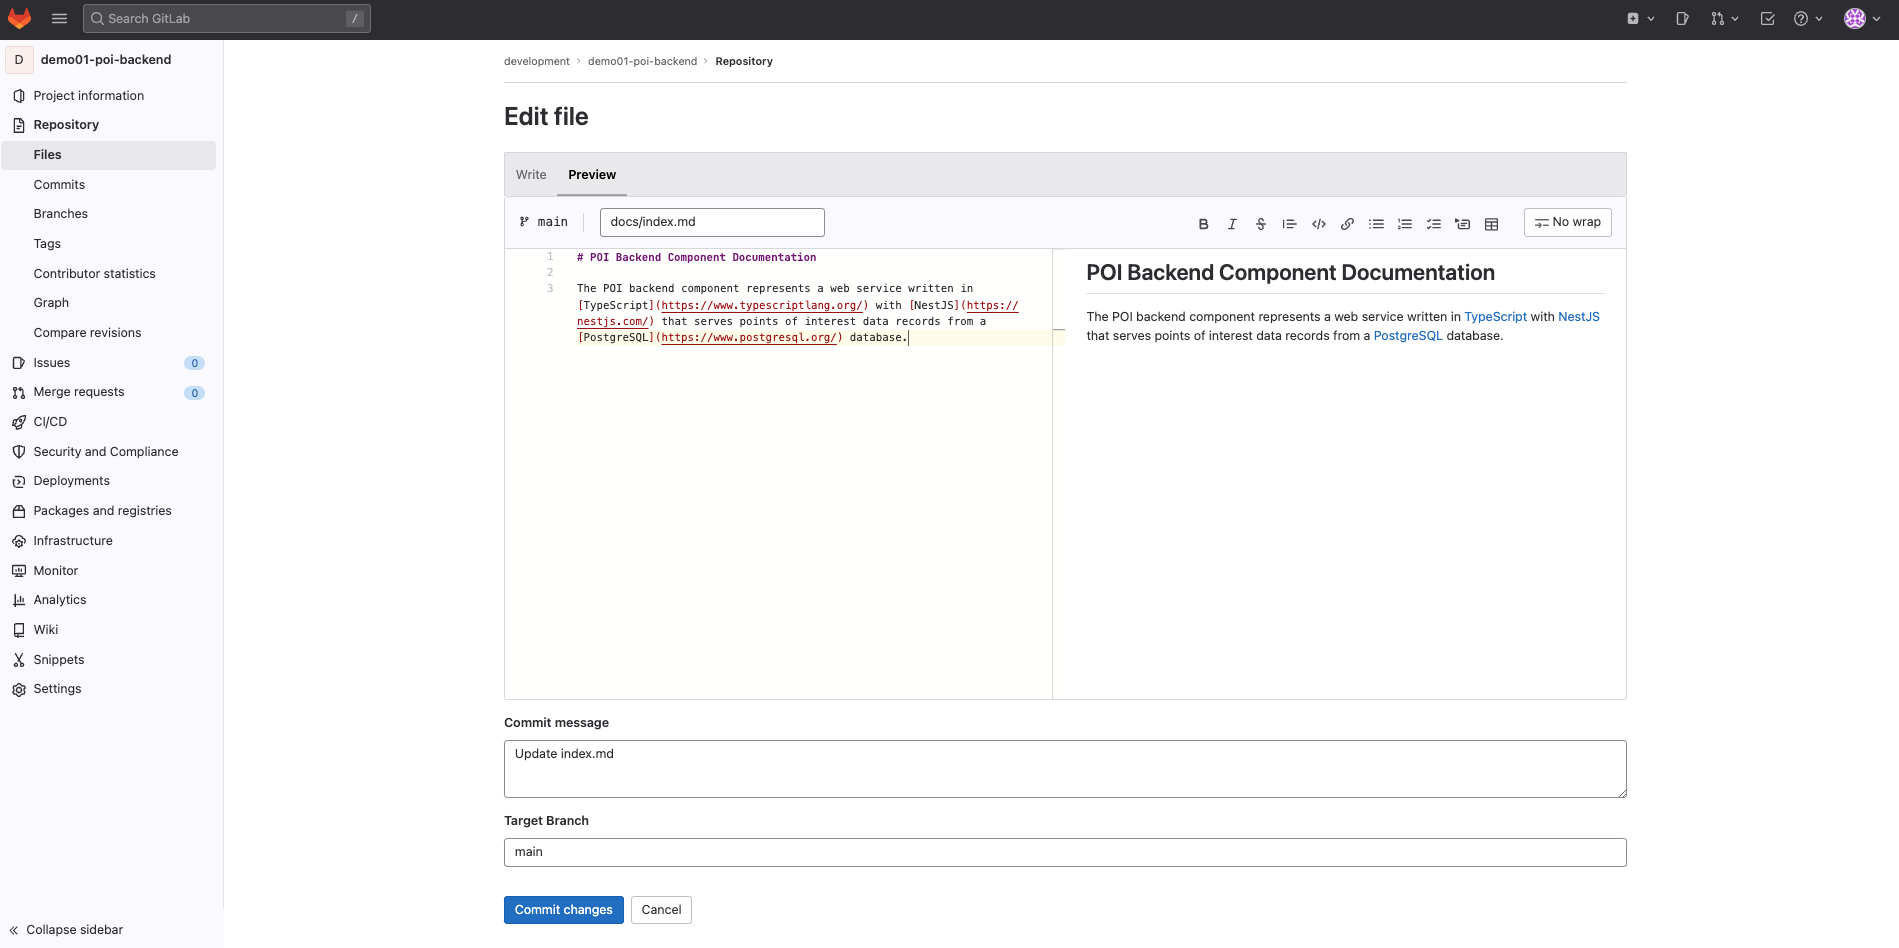 Search GitLab
/
D
demo01-poi-backend
Project information
Repository
Files
Commits
Branches
Tags
Contributor statistics
Graph
Compare revisions
Issues
0
Merge requests
0
CI/CD
Security and Compliance
Deployments
Packages and registries
Infrastructure
Monitor
Analytics
Wiki
Snippets
Settings
Collapse sidebar
development > demo01-poi-backend > Repository
Edit file
Write Preview
main
docs/index.md
No wrap
1 # POI Backend Component Documentation
2
3 The POI backend component represents a web service written in
[TypeScript](https://www.typescriptlang.org/) with [NestJS](https://
nestjs.com/) that serves points of interest data records from a
[PostgreSQL](https://www.postgresql.org/) database.
POI Backend Component Documentation
The POI backend component represents a web service written in TypeScript with NestJS
that serves points of interest data records from a PostgreSQL database.
Commit message
Update index.md
Target Branch
main
Commit changes
Cancel